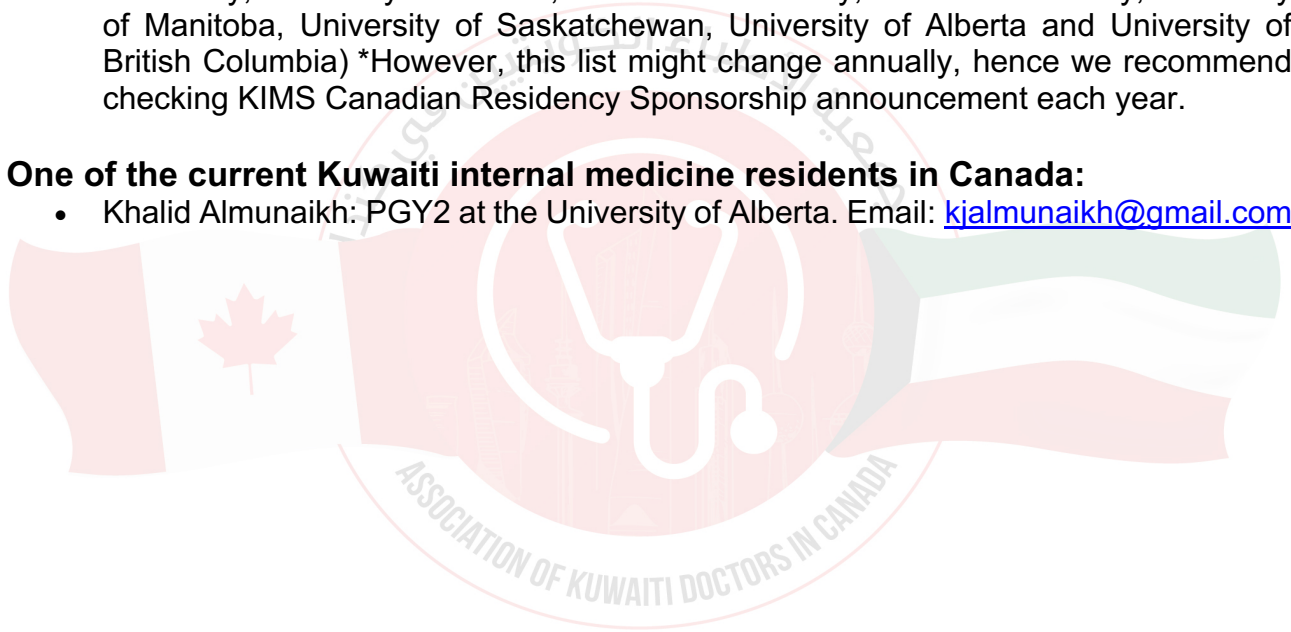 of Manitoba, University of Saskatchewan, University of Alberta and University of
British Columbia) *However, this list might change annually, hence we recommend
checking KIMS Canadian Residency Sponsorship announcement each year.
One of the current Kuwaiti internal medicine residents in Canada:
• Khalid Almunaikh: PGY2 at the University of Alberta. Email: kjalmunaikh@gmail.com
ASSOCIATION OF KUWAITI DOCTORS IN CANADA